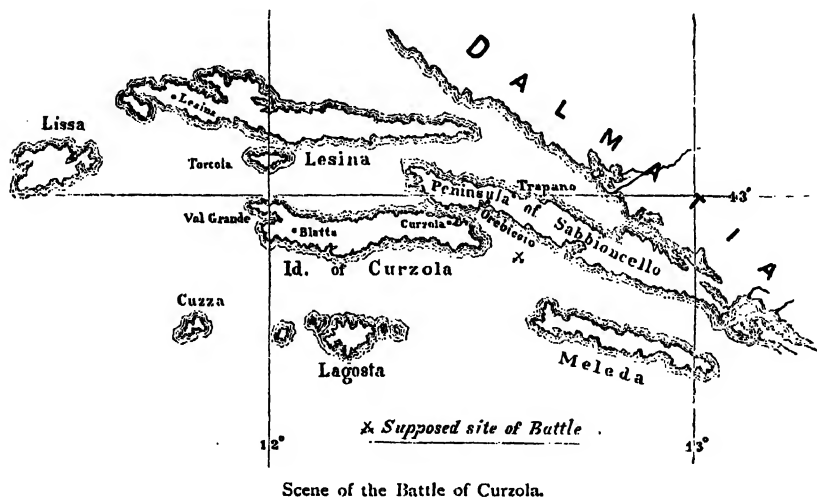 DALMATIA
Lesina
Lissa
Torcola
Lesina
Trapano
43°
Peninsula of Sabbioncello
Val Grande
Curzola
Orebiccio
Blatta
Id. of Curzola
Cuzza
Lagosta
Meleda
Supposed site of Battle.
12°
13°
Scene of the Battle of Curzola.